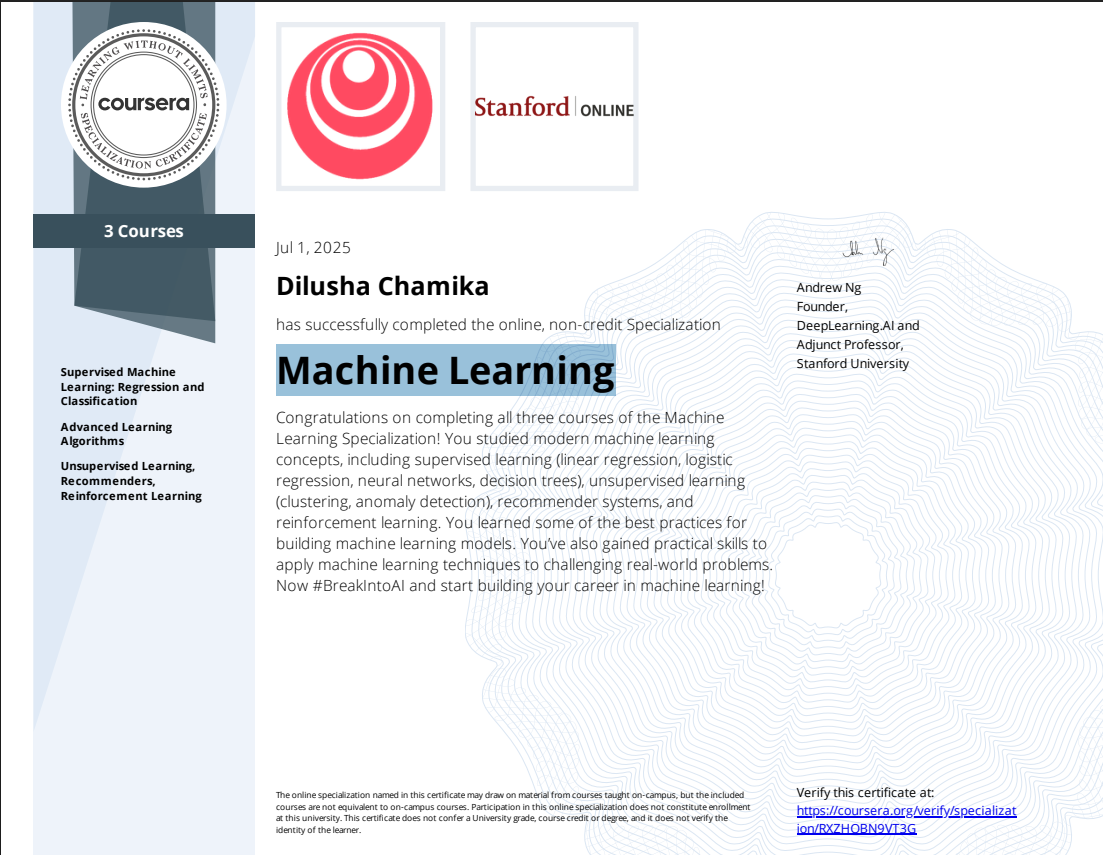 LEARNING WITHOUT LIMITS
coursera
SPECIALIZATION CERTIFICATE
3 Courses
Supervised Machine
Learning: Regression and
Classification
Advanced Learning
Algorithms
Unsupervised Learning,
Recommenders,
Reinforcement Learning
Stanford | ONLINE
Jul 1, 2025
Dilusha Chamika
has successfully completed the online, non-credit Specialization
Machine Learning
Congratulations on completing all three courses of the Machine
Learning Specialization! You studied modern machine learning
concepts, including supervised learning (linear regression, logistic
regression, neural networks, decision trees), unsupervised learning
(clustering, anomaly detection), recommender systems, and
reinforcement learning. You learned some of the best practices for
building machine learning models. You’ve also gained practical skills to
apply machine learning techniques to challenging real-world problems.
Now #BreakIntoAI and start building your career in machine learning!
Andrew Ng
Founder,
DeepLearning.AI and
Adjunct Professor,
Stanford University
The online specialization named in this certificate may draw on material from courses taught on-campus, but the included
courses are not equivalent to on-campus courses. Participation in this online specialization does not constitute enrollment
at this university. This certificate does not confer a University grade, course credit or degree, and it does not verify the
identity of the learner.
Verify this certificate at:
https://coursera.org/verify/specializat
ion/RXZHOBN9VT3G